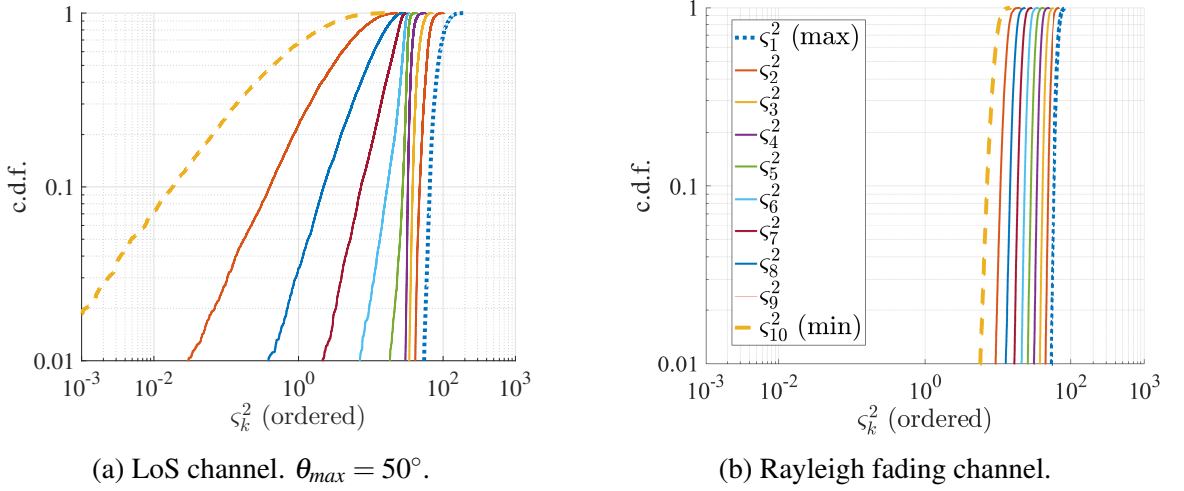 1
0.1
0.01
c.d.f.
10^-3 10^-2 10^0 10^2 10^3
ς_k^2 (ordered)
(a) LoS channel. θ_max = 50°.
1
0.1
0.01
c.d.f.
ς_1^2 (max)
ς_2^2
ς_3^2
ς_4^2
ς_5^2
ς_6^2
ς_7^2
ς_8^2
ς_9^2
ς_10^2 (min)
10^-3 10^-2 10^0 10^2 10^3
ς_k^2 (ordered)
(b) Rayleigh fading channel.